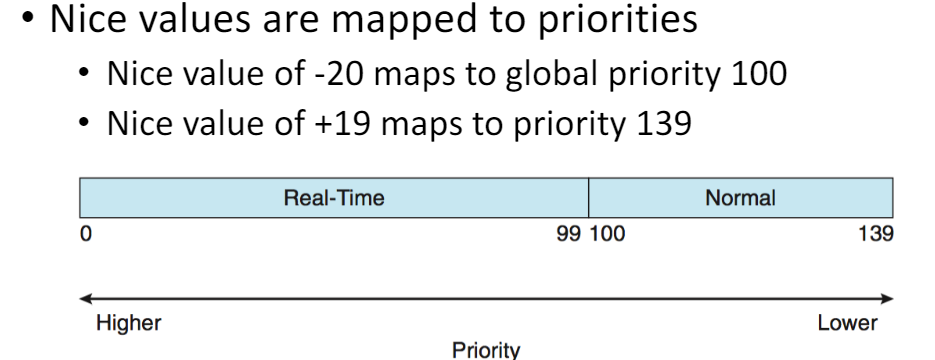 • Nice values are mapped to priorities
• Nice value of -20 maps to global priority 100
• Nice value of +19 maps to priority 139
Real-Time Normal
0 99 100 139
Higher Lower
Priority